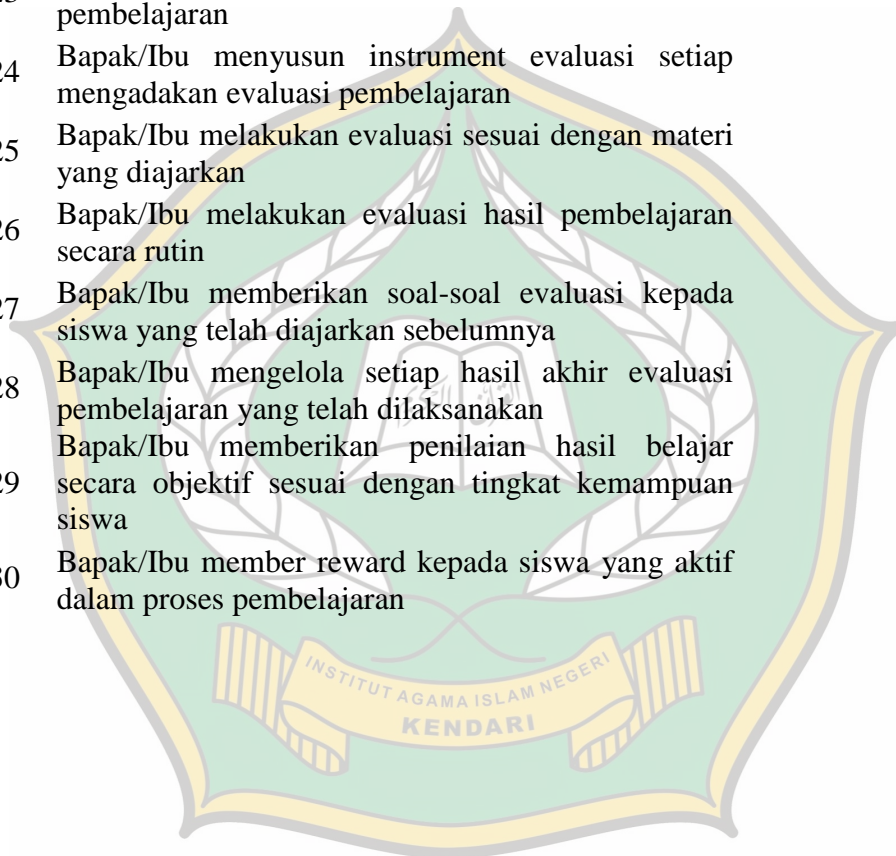 pembelajaran
24 Bapak/Ibu menyusun instrument evaluasi setiap
mengadakan evaluasi pembelajaran
25 Bapak/Ibu melakukan evaluasi sesuai dengan materi
yang diajarkan
26 Bapak/Ibu melakukan evaluasi hasil pembelajaran
secara rutin
27 Bapak/Ibu memberikan soal-soal evaluasi kepada
siswa yang telah diajarkan sebelumnya
28 Bapak/Ibu mengelola setiap hasil akhir evaluasi
pembelajaran yang telah dilaksanakan
Bapak/Ibu memberikan penilaian hasil belajar
29 secara objektif sesuai dengan tingkat kemampuan
siswa
30 Bapak/Ibu member reward kepada siswa yang aktif
dalam proses pembelajaran
INSTITUT AGAMA ISLAM NEGERI
KENDARI